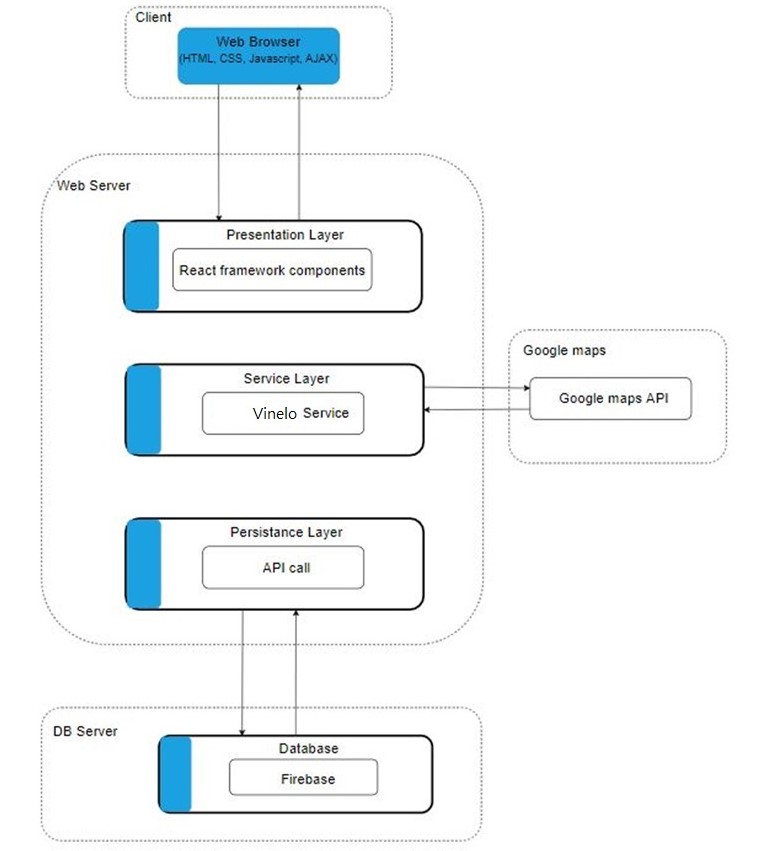 Client
Web Browser
(HTML, CSS, Javascript, AJAX)
Web Server
Presentation Layer
React framework components
Google maps
Service Layer
Google maps API
Vinelo Service
Persistance Layer
API call
DB Server
Database
Firebase